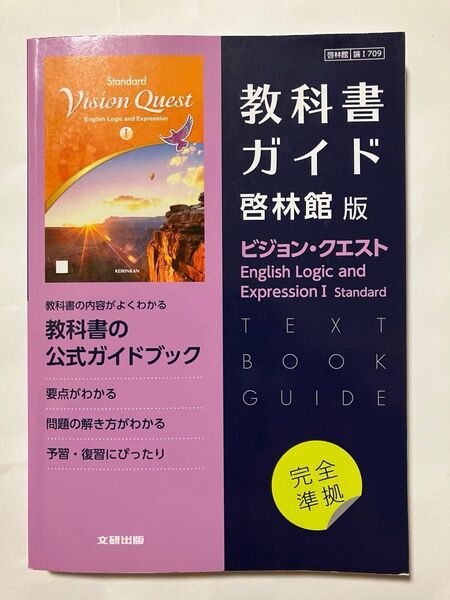 Standard
Vision Quest
English Logic and Expression
I
KEIRINKAN
教科書の内容がよくわかる
教科書の
公式ガイドブック
要点がわかる
問題の解き方がわかる
予習・復習にぴったり
文研出版
啓林館 論Ⅰ709
教科書
ガイド
啓林館 版
ビジョン・クエスト
English Logic and
Expression I Standard
TEXT
BOOK
GUIDE
完全
準拠